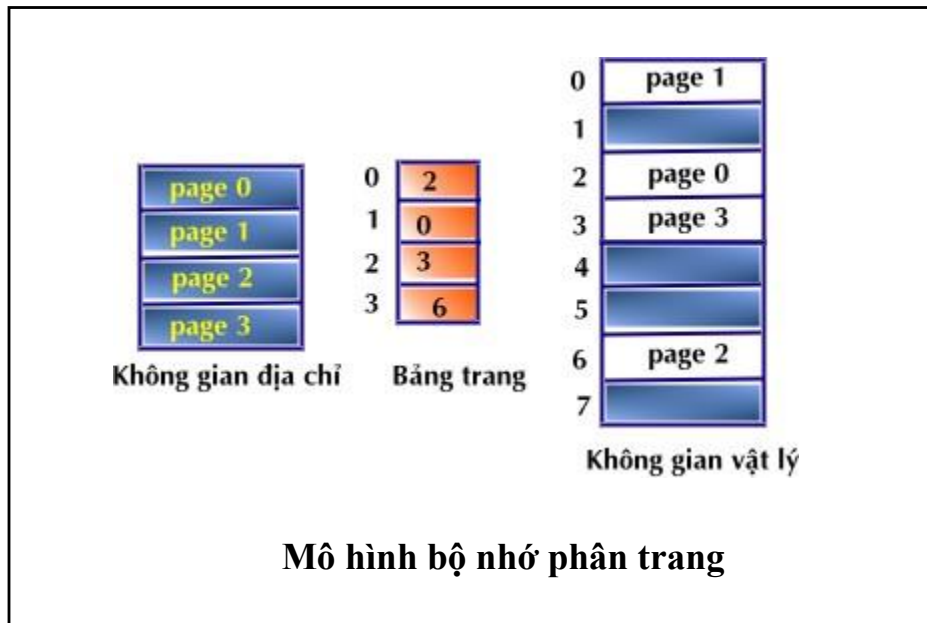 page 0
page 1
page 2
page 3
Không gian địa chỉ
0 2
1 0
2 3
3 6
Bảng trang
0 page 1
1
2 page 0
3 page 3
4
5
6 page 2
7
Không gian vật lý
Mô hình bộ nhớ phân trang